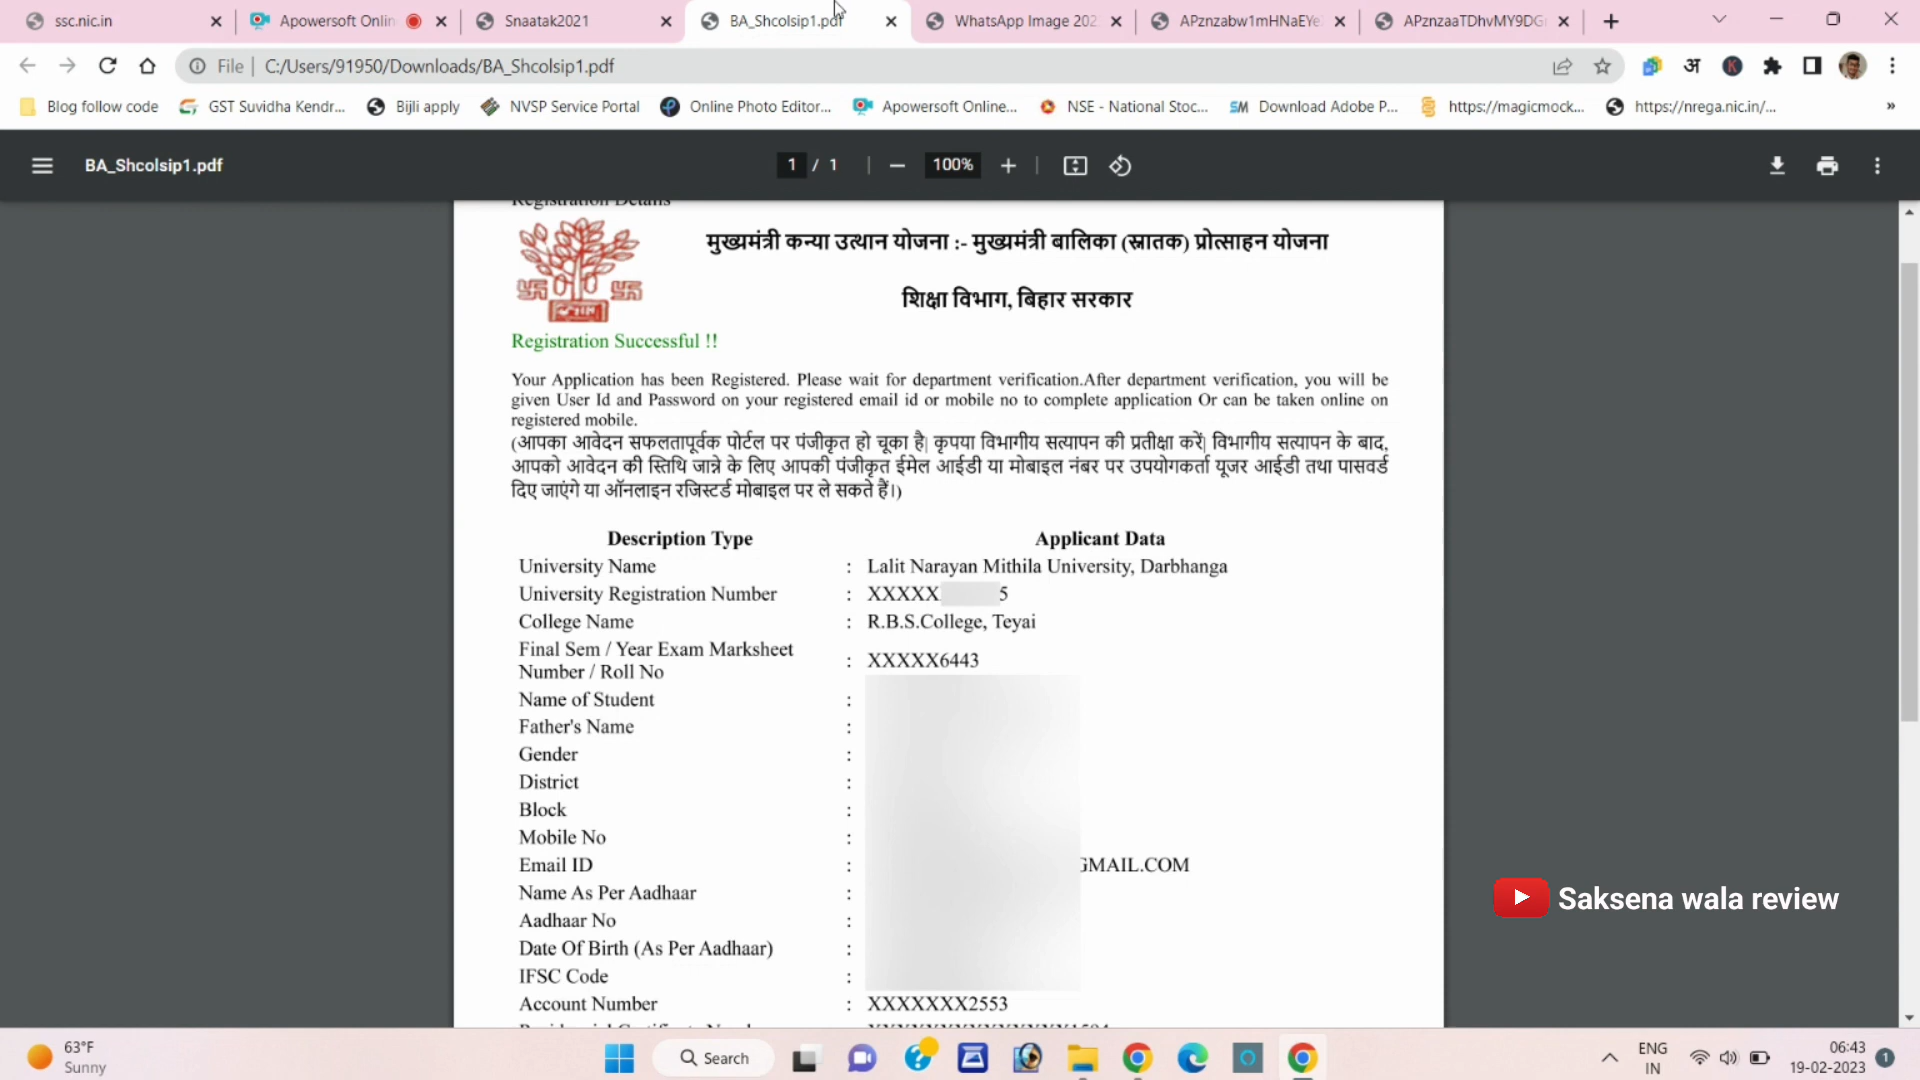 ssc.nic.in
Apowersoft Onlin
Snaatak2021
BA_Shcolsip1.pdf
WhatsApp Image 202
APznzabw1mHNaEYe
APznzaaTDhvMY9DG
File
C:/Users/91950/Downloads/BA_Shcolsip1.pdf
Blog follow code
GST Suvidha Kendr...
Bijli apply
NVSP Service Portal
Online Photo Editor...
Apowersoft Online...
NSE - National Stoc...
Download Adobe P...
https://magicmock...
https://nrega.nic.in/...
BA_Shcolsip1.pdf
1 / 1
100%
Registration Details
मुख्यमंत्री कन्या उत्थान योजना :- मुख्यमंत्री बालिका (स्नातक) प्रोत्साहन योजना
शिक्षा विभाग, बिहार सरकार
Registration Successful !!
Your Application has been Registered. Please wait for department verification.After department verification, you will be
given User Id and Password on your registered email id or mobile no to complete application Or can be taken online on
registered mobile.
(आपका आवेदन सफलतापूर्वक पोर्टल पर पंजीकृत हो चूका है| कृपया विभागीय सत्यापन की प्रतीक्षा करें| विभागीय सत्यापन के बाद,
आपको आवेदन की स्तिथि जान्ने के लिए आपकी पंजीकृत ईमेल आईडी या मोबाइल नंबर पर उपयोगकर्ता यूजर आईडी तथा पासवर्ड
दिए जाएंगे या ऑनलाइन रजिस्टर्ड मोबाइल पर ले सकते हैं।)
Description Type Applicant Data
University Name : Lalit Narayan Mithila University, Darbhanga
University Registration Number : XXXXX 5
College Name : R.B.S.College, Teyai
Final Sem / Year Exam Marksheet
Number / Roll No : XXXXX6443
Name of Student :
Father's Name :
Gender :
District :
Block :
Mobile No :
Email ID : GMAIL.COM
Name As Per Aadhaar :
Aadhaar No :
Date Of Birth (As Per Aadhaar) :
IFSC Code :
Account Number : XXXXXXX2553
Saksena wala review
63°F
Sunny
Search
ENG
IN
06:43
19-02-2023
1